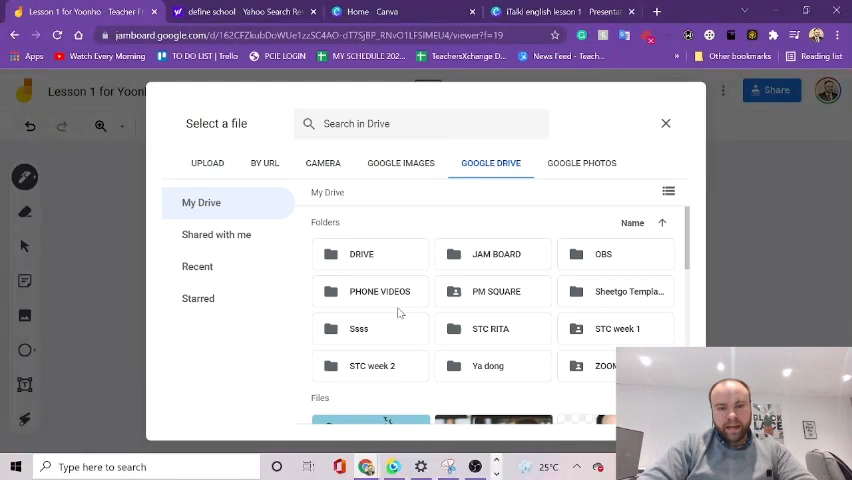 Lesson 1 for Yoonho - Teacher Fr
define school - Yahoo Search Re
Home - Canva
iTalki english lesson 1 - Presentat
jamboard.google.com/d/162CFZkubDoWUe1zzSC4AO-dT7SjBP_RNvO1FLSIMEU4/viewer?f=19
Apps
Watch Every Morning
TO DO LIST | Trello
PCIE LOGIN
MY SCHEDULE 202...
TeachersXchange D...
News Feed - Teach...
»
Other bookmarks
Reading list
Lesson 1 for Yoonh
Share
Select a file
Search in Drive
UPLOAD
BY URL
CAMERA
GOOGLE IMAGES
GOOGLE DRIVE
GOOGLE PHOTOS
My Drive
Shared with me
Recent
Starred
My Drive
Folders
Name
DRIVE
JAM BOARD
OBS
PHONE VIDEOS
PM SQUARE
Sheetgo Templa...
Ssss
STC RITA
STC week 1
STC week 2
Ya dong
ZOOM
Files
Type here to search
25°C